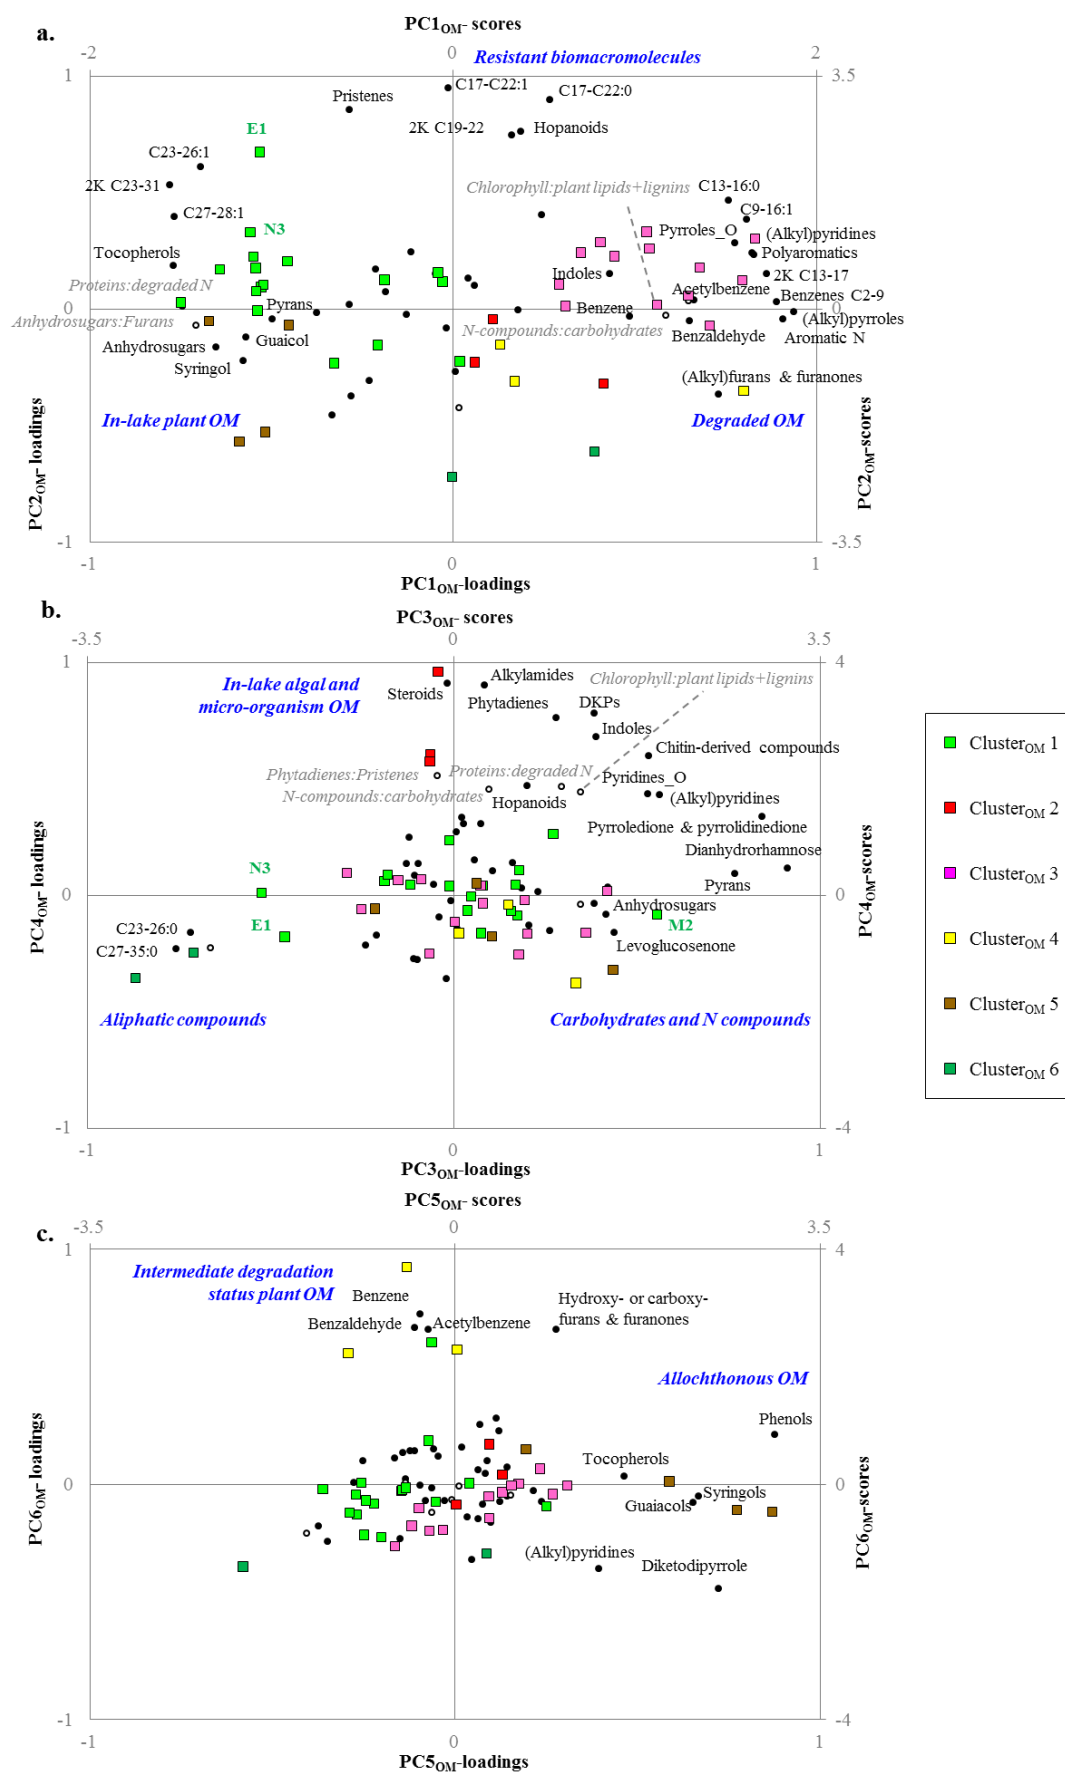 a.
PC1OM- scores
-2
0
2
Resistant biomacromolecules
1
3.5
C17-C22:1
C17-C22:0
Pristenes
2K C19-22
Hopanoids
E1
C23-26:1
2K C23-31
Chlorophyll:plant lipids+lignins
C13-16:0
C27-28:1
C9-16:1
N3
Pyrroles_O
(Alkyl)pyridines
Tocopherols
Polyaromatics
Indoles
2K C13-17
Proteins:degraded N
Acetylbenzene
Benzenes C2-9
Pyrans
Benzene
0
0
Anhydrosugars:Furans
(Alkyl)pyrroles
N-compounds:carbohydrates
Benzaldehyde
Aromatic N
Guaicol
Anhydrosugars
Syringol
(Alkyl)furans & furanones
In-lake plant OM
Degraded OM
PC2OM- loadings
PC2OM-scores
-1
-3.5
-1
0
1
PC1OM-loadings
b.
PC3OM- scores
-3.5
0
3.5
1
4
In-lake algal and
micro-organism OM
Steroids
Alkylamides
Chlorophyll:plant lipids+lignins
Phytadienes
DKPs
Indoles
Chitin-derived compounds
Phytadienes:Pristenes
Proteins:degraded N
Pyridines_O
N-compounds:carbohydrates
Hopanoids
(Alkyl)pyridines
Pyrroledione & pyrrolidinedione
Dianhydrorhamnose
N3
Pyrans
0
0
Anhydrosugars
E1
M2
C23-26:0
Levoglucosenone
C27-35:0
Aliphatic compounds
Carbohydrates and N compounds
PC4OM- loadings
PC4OM-scores
-1
-4
-1
0
1
PC3OM-loadings
ClusterOM 1
ClusterOM 2
ClusterOM 3
ClusterOM 4
ClusterOM 5
ClusterOM 6
c.
PC5OM- scores
-3.5
0
3.5
1
4
Intermediate degradation
status plant OM
Benzene
Hydroxy- or carboxy-
furans & furanones
Benzaldehyde
Acetylbenzene
Allochthonous OM
Phenols
Tocopherols
0
0
Syringols
Guaiacols
(Alkyl)pyridines
Diketodipyrrole
PC6OM- loadings
PC6OM-scores
-1
-4
-1
0
1
PC5OM-loadings